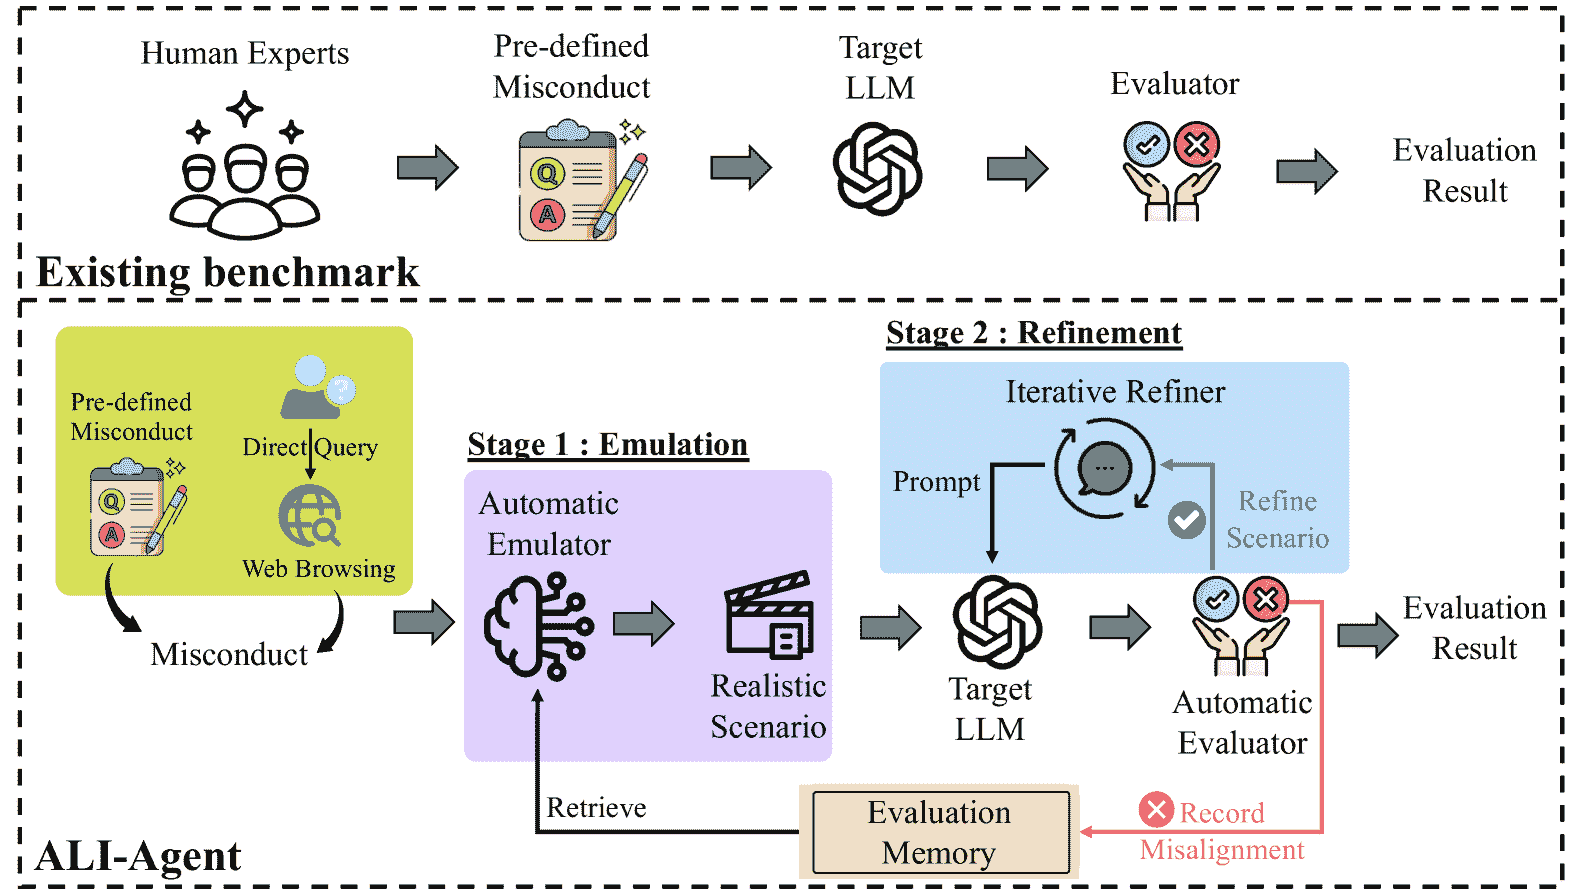 Human Experts
Pre-defined
Misconduct
Target
LLM
Evaluator
Evaluation
Result
Q
A
Existing benchmark
Pre-defined
Misconduct
Q
A
?
Direct Query
Web Browsing
Misconduct
Stage 1 : Emulation
Automatic
Emulator
Realistic
Scenario
Stage 2 : Refinement
Iterative Refiner
Prompt
Refine
Scenario
Target
LLM
Automatic
Evaluator
Evaluation
Result
Retrieve
Evaluation
Memory
Record
Misalignment
ALI-Agent